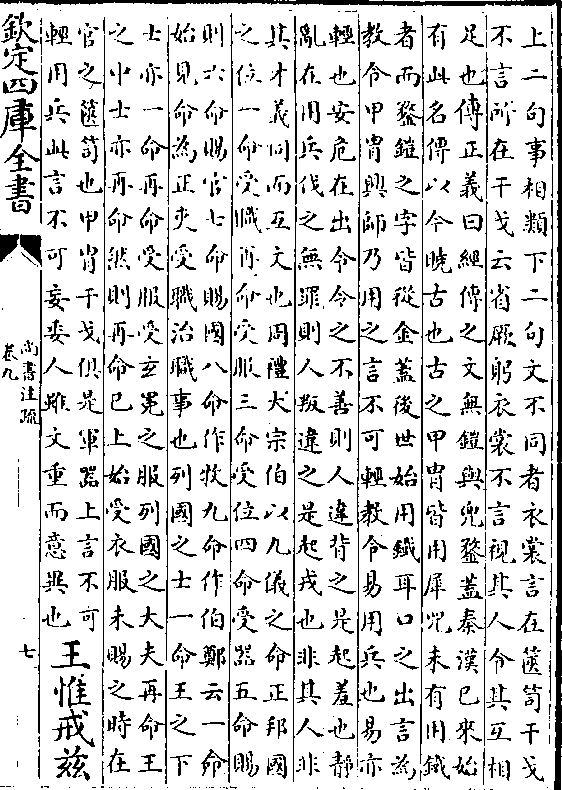 上二句事相類下二句文不同者衣裳言在篋笥干戈
不言所在干戈云省厥躬衣裳不言視其人令其互相
足也傳正義曰經傳之文無鎧與兜鍪蓋秦漢已來始
有此名傳以今曉古也古之甲胄皆用犀兕未有用鐵
者而鍪鎧之字皆從金蓋後世始用鐵耳口之出言為
教令甲胄興師乃用之言不可輕教令易用兵也易亦
輕也安危在出令令之不善則人違背之是起羞也靜
亂在用兵伐之無罪則人叛違之是起戎也非其人非
其才義同而互文也周禮大宗伯以九儀之命正邦國
之位一命受職再命受服三命受位四命受器五命賜
則六命賜官七命賜國八命作牧九命作伯鄭云一命
始見命為正吏受職治職事也列國之士一命王之下
士亦一命再命受服受玄冕之服列國之大夫再命王
之中士亦再命然則再命已上始受衣服未賜之時在
官之篋笥也甲胄干戈俱是軍器上言不可
輕用兵此言不可妄委人雖文重而意異也 王惟戒茲
欽定四庫全書
尚書注疏
卷九
七